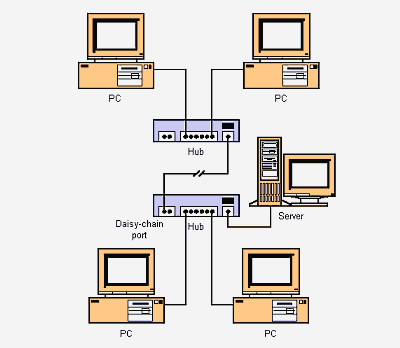 PC
PC
Hub
Daisy-chain
port
Hub
Server
PC
PC